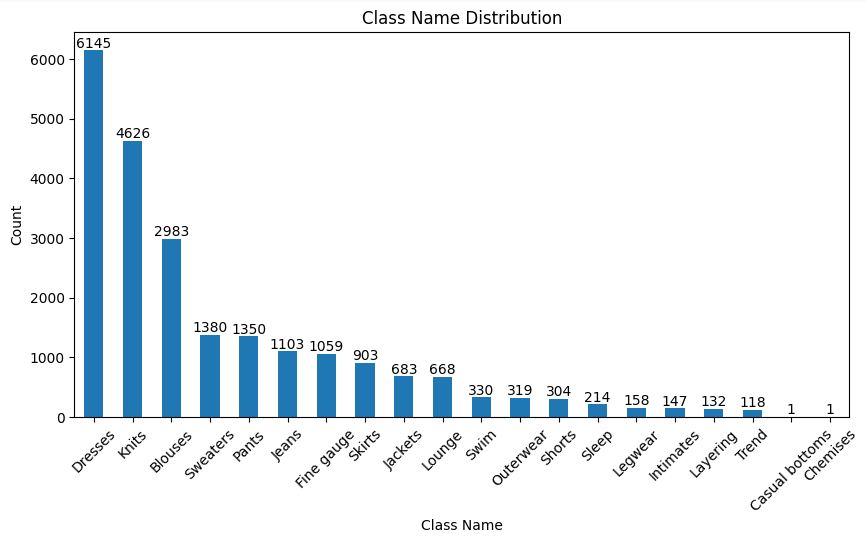 Class Name Distribution
Count
6000
5000
4000
3000
2000
1000
0
6145
4626
2983
1380
1350
1103
1059
903
683
668
330
319
304
214
158
147
132
118
1
1
Dresses
Knits
Blouses
Sweaters
Pants
Jeans
Fine gauge
Skirts
Jackets
Lounge
Swim
Outerwear
Shorts
Sleep
Legwear
Intimates
Layering
Trend
Casual bottoms
Chemises
Class Name